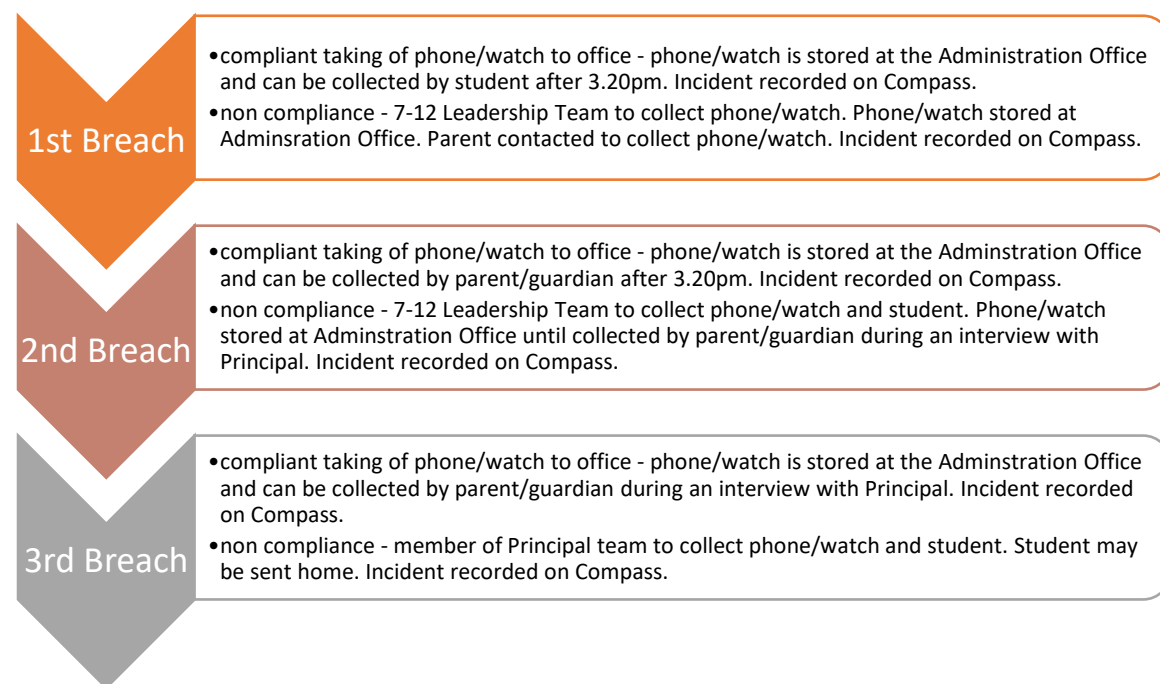 1st Breach
•compliant taking of phone/watch to office - phone/watch is stored at the Administration Office
and can be collected by student after 3.20pm. Incident recorded on Compass.
•non compliance - 7-12 Leadership Team to collect phone/watch. Phone/watch stored at
Adminsration Office. Parent contacted to collect phone/watch. Incident recorded on Compass.
2nd Breach
•compliant taking of phone/watch to office - phone/watch is stored at the Adminstration Office
and can be collected by parent/guardian after 3.20pm. Incident recorded on Compass.
•non compliance - 7-12 Leadership Team to collect phone/watch and student. Phone/watch
stored at Adminstration Office until collected by parent/guardian during an interview with
Principal. Incident recorded on Compass.
3rd Breach
•compliant taking of phone/watch to office - phone/watch is stored at the Adminstration Office
and can be collected by parent/guardian during an interview with Principal. Incident recorded
on Compass.
•non compliance - member of Principal team to collect phone/watch and student. Student may
be sent home. Incident recorded on Compass.